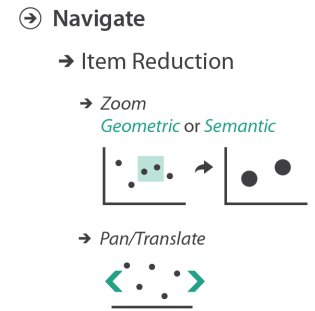 Navigate
Item Reduction
Zoom
Geometric or Semantic
Pan/Translate